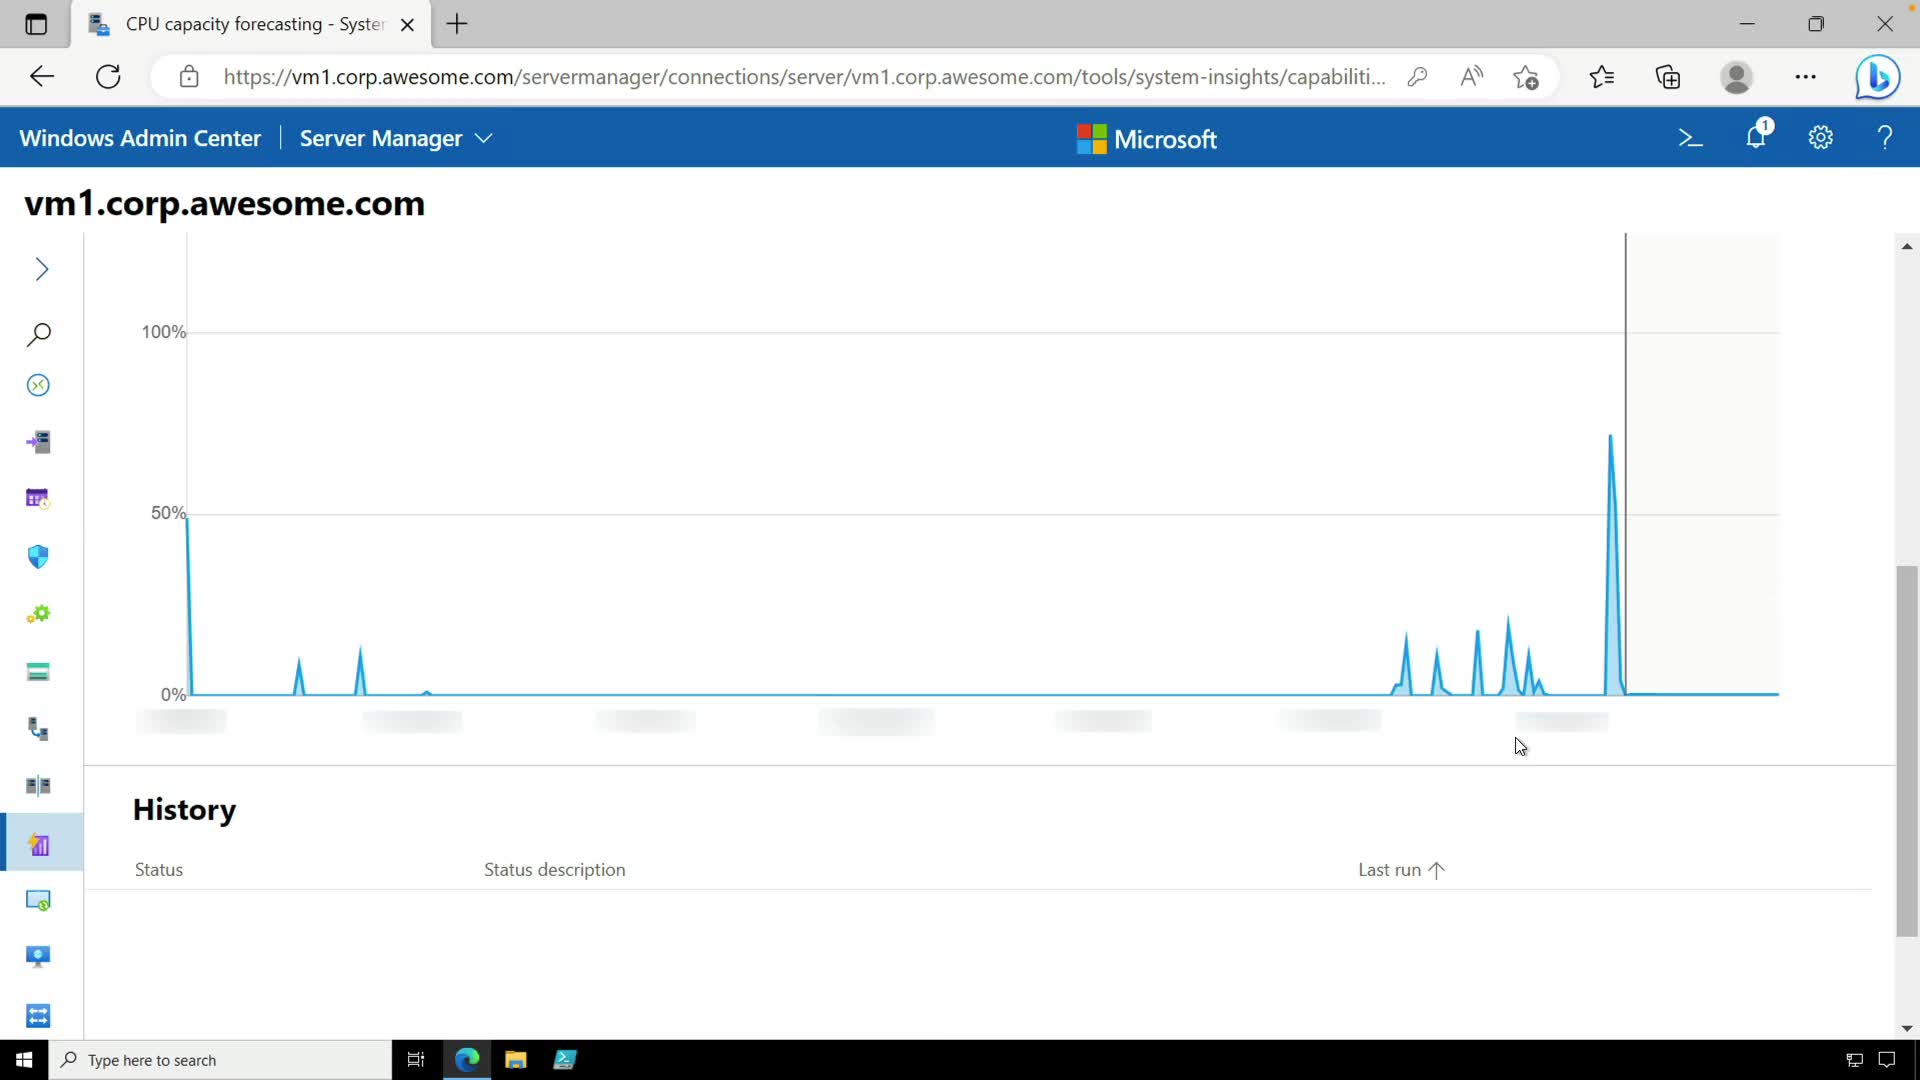 CPU capacity forecasting - Syster
https://vm1.corp.awesome.com/servermanager/connections/server/vm1.corp.awesome.com/tools/system-insights/capabiliti...
Windows Admin Center
Server Manager
Microsoft
1
vm1.corp.awesome.com
100%
50%
0%
History
Status
Status description
Last run
Type here to search